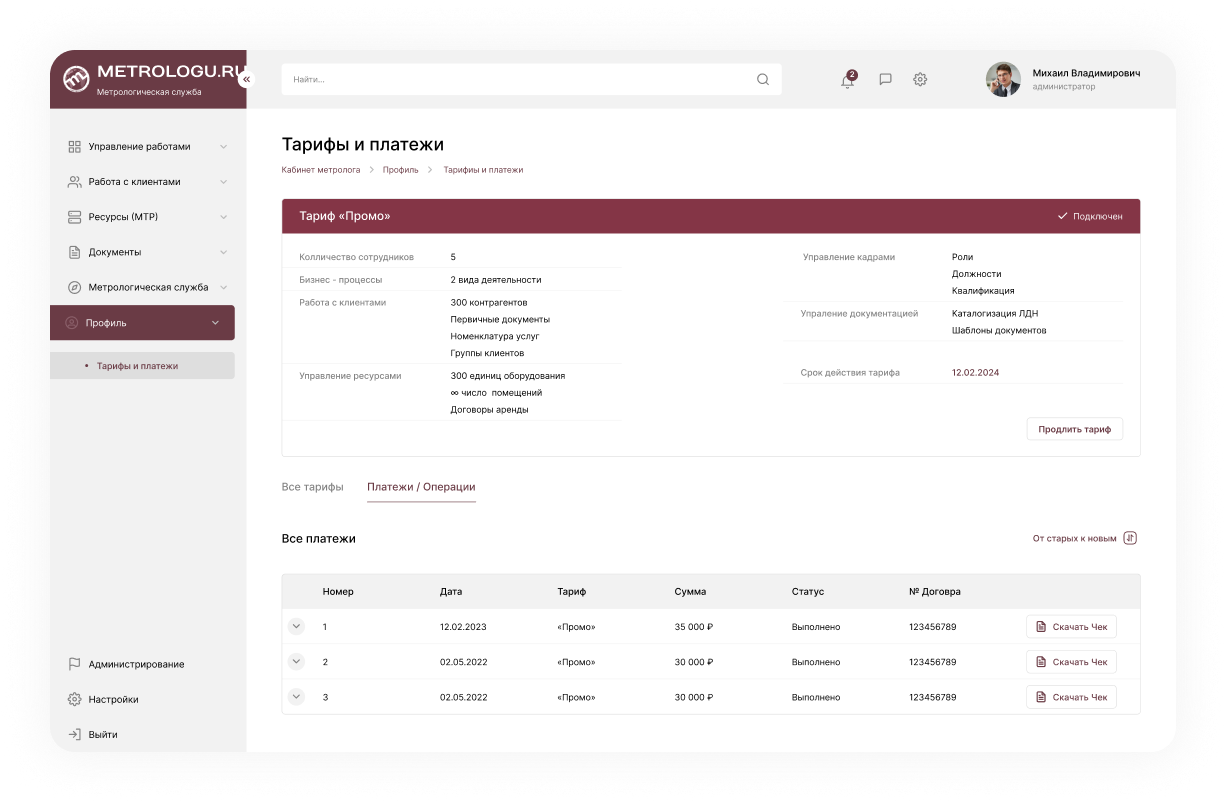 METROLOGU.RU
Метрологическая служба
«
Найти...
2
Михаил Владимирович
администратор
Управление работами
Работа с клиентами
Ресурсы (МТР)
Документы
Метрологическая служба
Профиль
• Тарифы и платежи
Администрирование
Настройки
Выйти
Тарифы и платежи
Кабинет метролога > Профиль > Тарифиы и платежи
Тариф «Промо»
Подключен
Колличество сотрудников 5
Бизнес - процессы 2 вида деятельности
Работа с клиентами 300 контрагентов
Первичные документы
Номенклатура услуг
Группы клиентов
Управление ресурсами 300 единиц оборудования
∞ число помещений
Договоры аренды
Управление кадрами Роли
Должности
Квалификация
Упраление документацией Каталогизация ЛДН
Шаблоны документов
Срок действия тарифа 12.02.2024
Продлить тариф
Все тарифы Платежи / Операции
Все платежи От старых к новым
Номер Дата Тариф Сумма Статус № Договра
1 12.02.2023 «Промо» 35 000 ₽ Выполнено 123456789 Скачать Чек
2 02.05.2022 «Промо» 30 000 ₽ Выполнено 123456789 Скачать Чек
3 02.05.2022 «Промо» 30 000 ₽ Выполнено 123456789 Скачать Чек